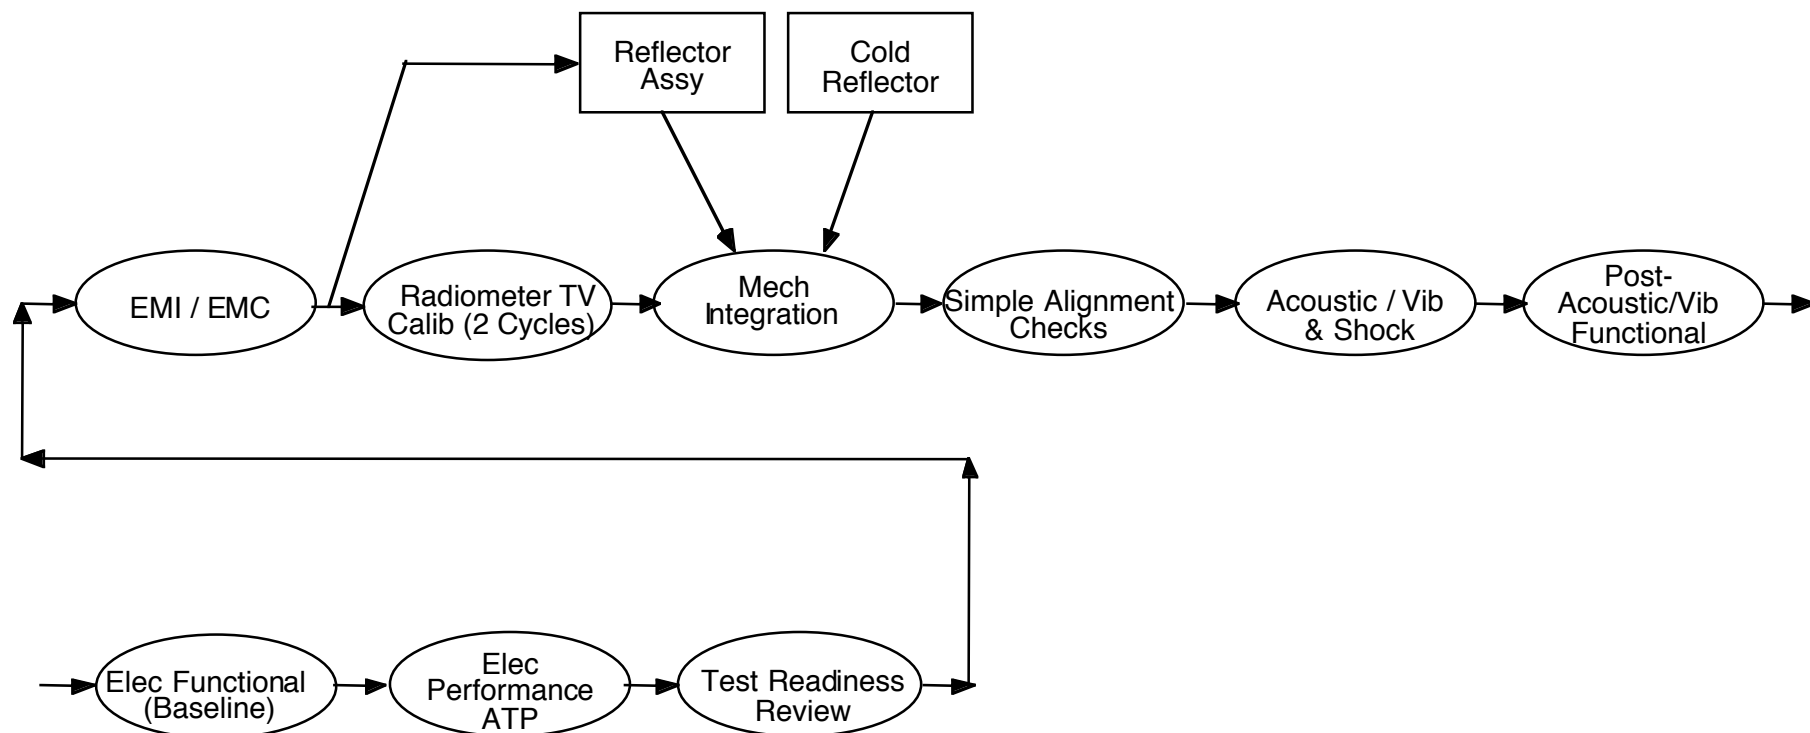 Reflector
Assy
Cold
Reflector
EMI / EMC
Radiometer TV
Calib (2 Cycles)
Mech
Integration
Simple Alignment
Checks
Acoustic / Vib
& Shock
Post-
Acoustic/Vib
Functional
Elec Functional
(Baseline)
Elec
Performance
ATP
Test Readiness
Review